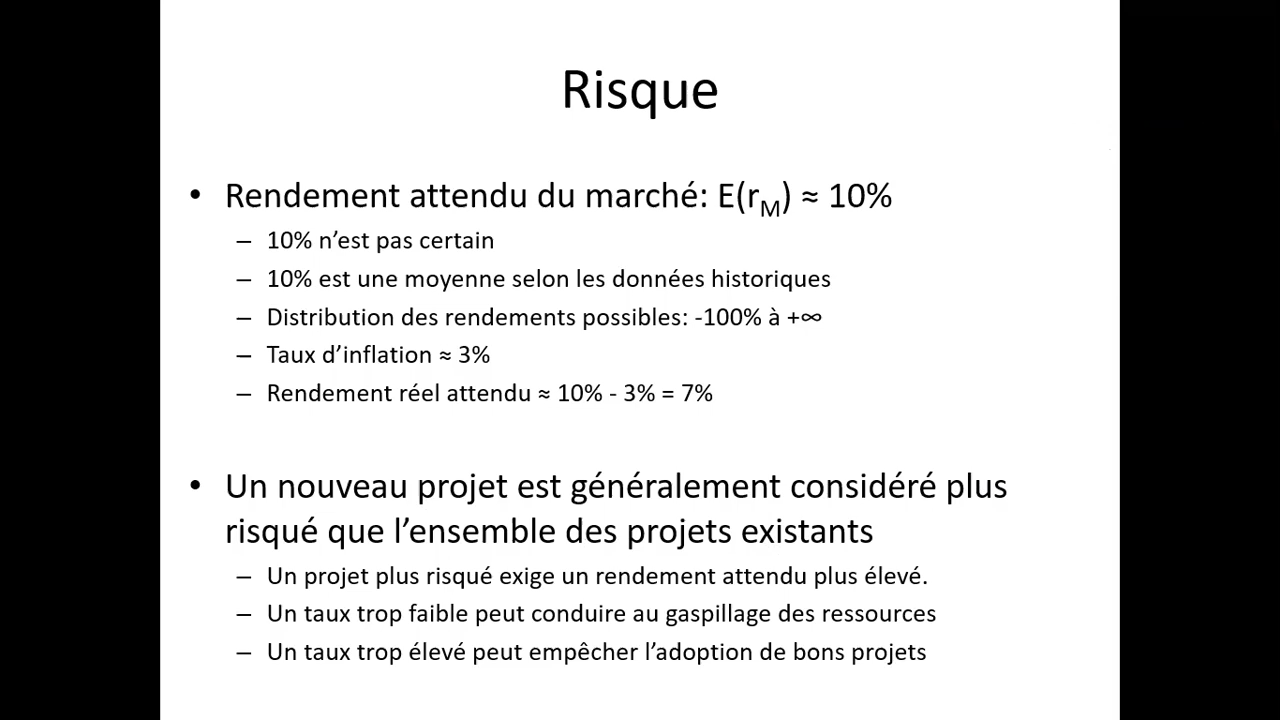 Risque
• Rendement attendu du marché: E(rM) ≈ 10%
– 10% n’est pas certain
– 10% est une moyenne selon les données historiques
– Distribution des rendements possibles: -100% à +∞
– Taux d’inflation ≈ 3%
– Rendement réel attendu ≈ 10% - 3% = 7%
• Un nouveau projet est généralement considéré plus
risqué que l’ensemble des projets existants
– Un projet plus risqué exige un rendement attendu plus élevé.
– Un taux trop faible peut conduire au gaspillage des ressources
– Un taux trop élevé peut empêcher l’adoption de bons projets